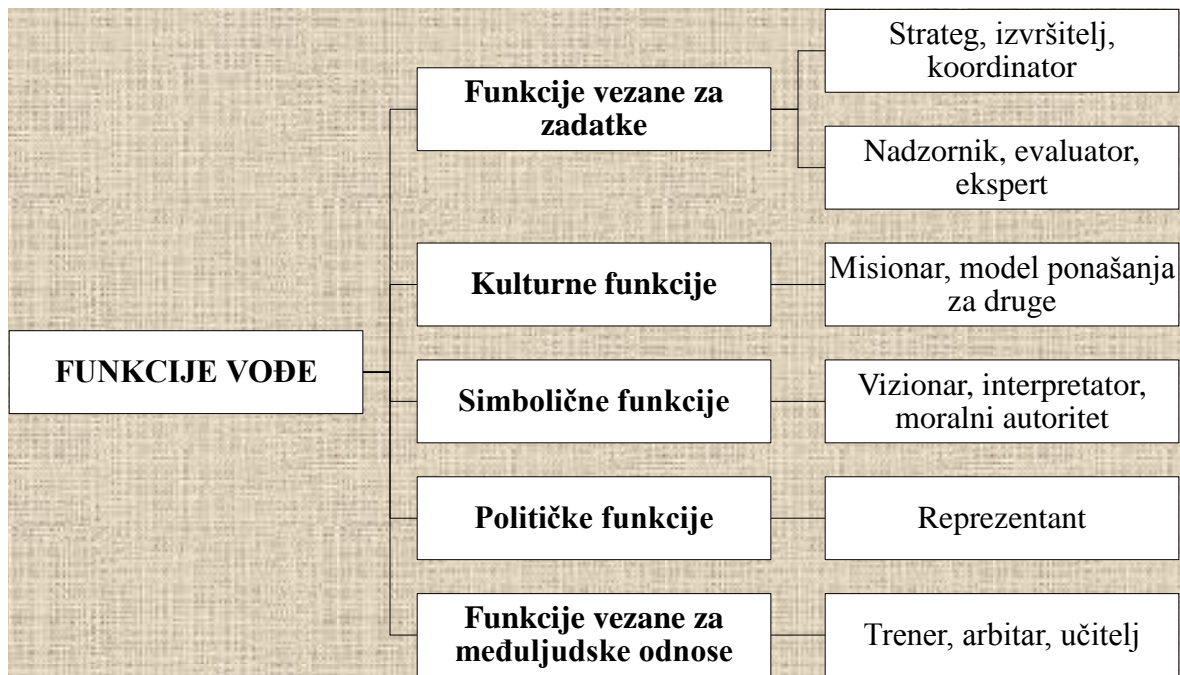 FUNKCIJE VOĐE
Funkcije vezane za
zadatke
Strateg, izvršitelj,
koordinator
Nadzornik, evaluator,
ekspert
Kulturne funkcije
Misionar, model ponašanja
za druge
Simbolične funkcije
Vizionar, interpretator,
moralni autoritet
Političke funkcije
Reprezentant
Funkcije vezane za
međuljudske odnose
Trener, arbitar, učitelj